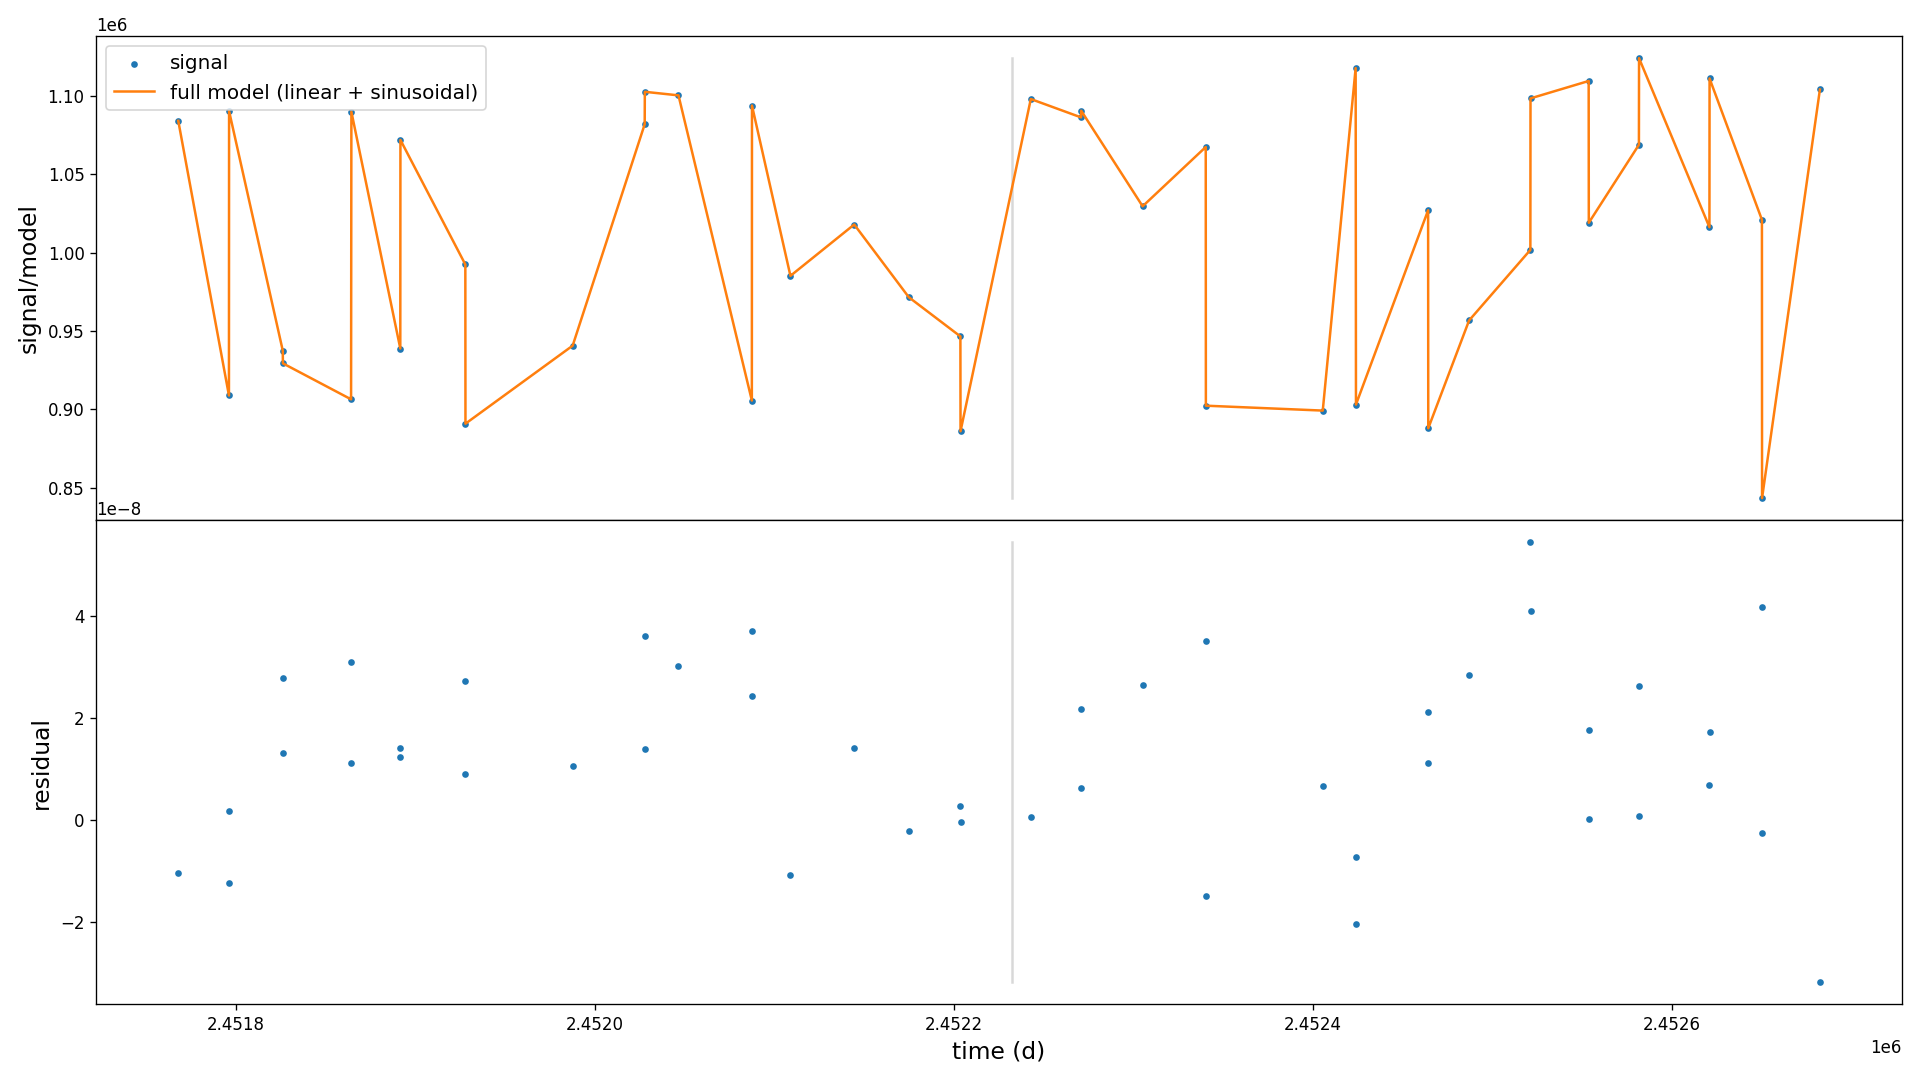 1e6
signal
full model (linear + sinusoidal)
1.10
1.05
1.00
0.95
0.90
0.85
signal/model
1e−8
4
2
0
−2
residual
2.4518
2.4520
2.4522
2.4524
2.4526
1e6
time (d)